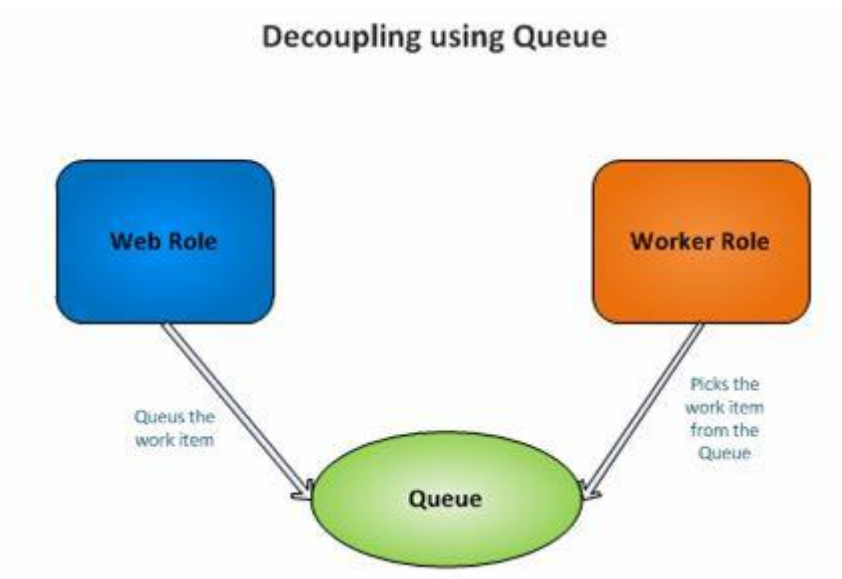 Decoupling using Queue
Web Role
Worker Role
Queus the
work item
Picks the
work item
from the
Queue
Queue